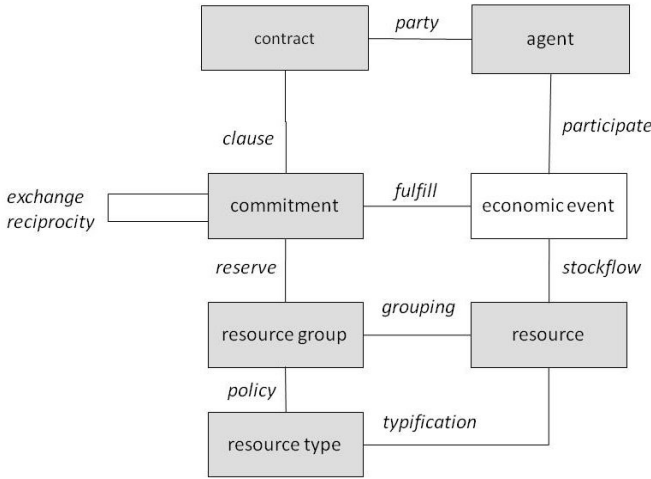 party
contract
agent
clause
participate
exchange
reciprocity
commitment
fulfill
economic event
reserve
stockflow
grouping
resource group
resource
policy
typification
resource type